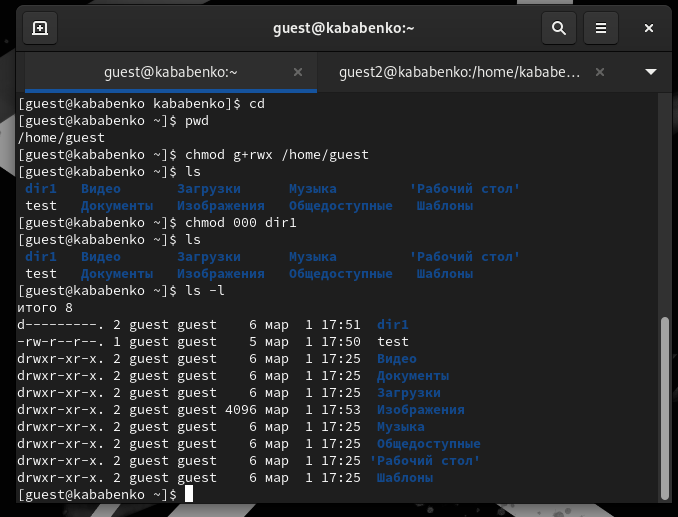 guest@kababenko:~
guest@kababenko:~
guest2@kababenko:/home/kababe...
[guest@kababenko kababenko]$ cd
[guest@kababenko ~]$ pwd
/home/guest
[guest@kababenko ~]$ chmod g+rwx /home/guest
[guest@kababenko ~]$ ls
dir1 Видео Загрузки Музыка 'Рабочий стол'
test Документы Изображения Общедоступные Шаблоны
[guest@kababenko ~]$ chmod 000 dir1
[guest@kababenko ~]$ ls
dir1 Видео Загрузки Музыка 'Рабочий стол'
test Документы Изображения Общедоступные Шаблоны
[guest@kababenko ~]$ ls -l
итого 8
d---------. 2 guest guest 6 мар 1 17:51 dir1
-rw-r--r--. 1 guest guest 5 мар 1 17:50 test
drwxr-xr-x. 2 guest guest 6 мар 1 17:25 Видео
drwxr-xr-x. 2 guest guest 6 мар 1 17:25 Документы
drwxr-xr-x. 2 guest guest 6 мар 1 17:25 Загрузки
drwxr-xr-x. 2 guest guest 4096 мар 1 17:53 Изображения
drwxr-xr-x. 2 guest guest 6 мар 1 17:25 Музыка
drwxr-xr-x. 2 guest guest 6 мар 1 17:25 Общедоступные
drwxr-xr-x. 2 guest guest 6 мар 1 17:25 'Рабочий стол'
drwxr-xr-x. 2 guest guest 6 мар 1 17:25 Шаблоны
[guest@kababenko ~]$